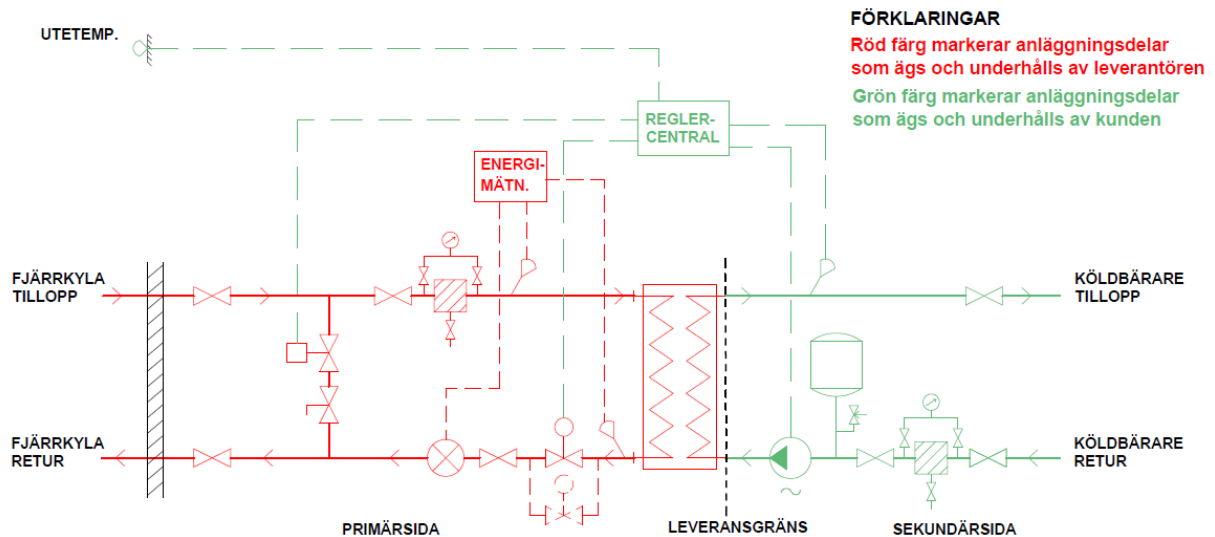 FÖRKLARINGAR
Röd färg markerar anläggningsdelar
som ägs och underhålls av leverantören
Grön färg markerar anläggningsdelar
som ägs och underhålls av kunden
UTETEMP.
REGLER-
CENTRAL
ENERGI-
MÄTN.
FJÄRRKYLA
TILLOPP
KÖLDBÄRARE
TILLOPP
FJÄRRKYLA
RETUR
KÖLDBÄRARE
RETUR
PRIMÄRSIDA
LEVERANSGRÄNS
SEKUNDÄRSIDA